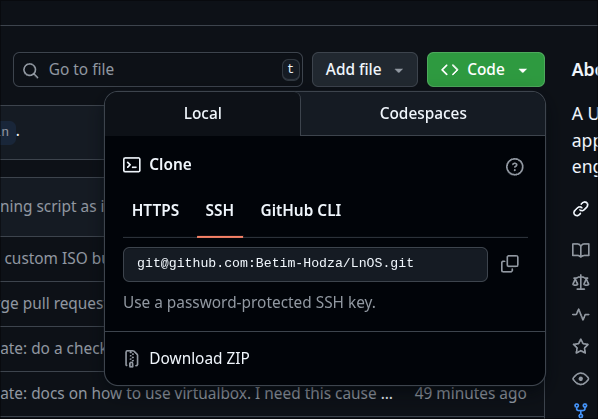 Go to file
t
Add file
Code
Abo
Local
Codespaces
A U
n .
app
Clone
eng
HTTPS
SSH
GitHub CLI
ning script as i
custom ISO bu
git@github.com:Betim-Hodza/LnOS.git
rge pull reques
Use a password-protected SSH key.
ate: do a check
Download ZIP
ate: docs on how to use virtualbox. I need this cause ...
49 minutes ago